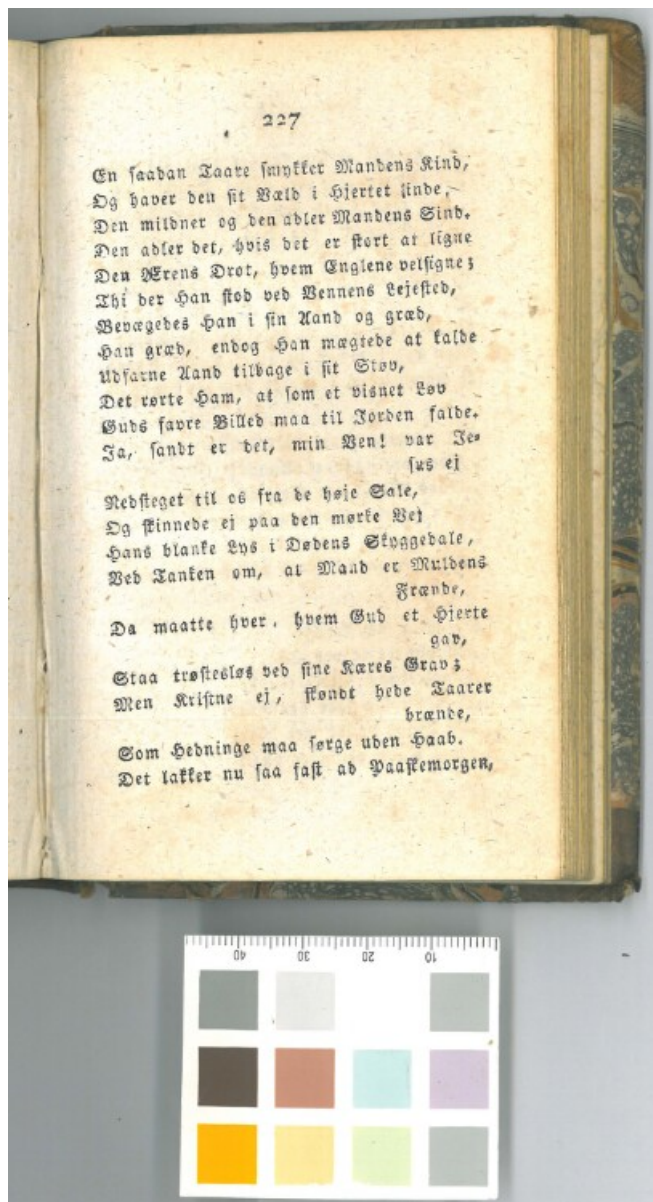 227
En saadan Taare smykker Mandens Kind,
Og haver den sit Væld i Hjertet linde,
Den mildner og den adler Mandens Sind.
Den adler det, hvis det er stort at ligne
Den Ærens Drot, hvem Englene velsigne;
Thi der Han stod ved Vennens Lejested,
Bevægedes Han i sin Aand og græd,
Han græd, endog Han mægtede at kalde
Udfarne Aand tilbage i sit Støv,
Det rørte Ham, at som et visnet Løv
Guds favre Billed maa til Jorden falde.
Ja, sandt er det, min Ven! var Je-
sus ej
Nedsteget til os fra de høje Sale,
Og skinnede ej paa den mørke Vej
Hans blanke Lys i Dødens Skyggedale,
Ved Tanken om, at Mand er Muldens
Frænde,
Da maatte hver, hvem Gud et Hjerte
gav,
Staa trøstesløs ved sine Kæres Grav;
Men Kristne ej, skøndt hede Taarer
brænde,
Som Hedninge maa sørge uden Haab.
Det lakker nu saa fast ad Paaskemorgen,
40 30 20 10